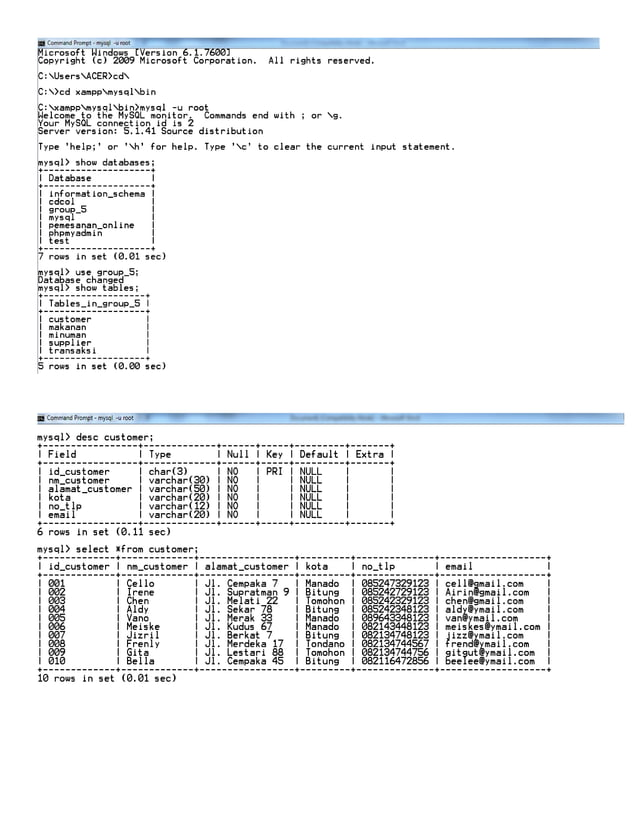 Command Prompt - mysql -u root
Microsoft Windows [Version 6.1.7600]
Copyright (c) 2009 Microsoft Corporation.  All rights reserved.
C:\Users\ACER>cd\
C:\>cd xampp\mysql\bin
C:\xampp\mysql\bin>mysql -u root
Welcome to the MySQL monitor.  Commands end with ; or \g.
Your MySQL connection id is 2
Server version: 5.1.41 Source distribution
Type 'help;' or '\h' for help. Type '\c' to clear the current input statement.
mysql> show databases;
+--------------------+
| Database           |
+--------------------+
| information_schema |
| cdcol              |
| group_5            |
| mysql              |
| pemesanan_online   |
| phpmyadmin         |
| test               |
+--------------------+
7 rows in set (0.01 sec)
mysql> use group_5;
Database changed
mysql> show tables;
+-------------------+
| Tables_in_group_5 |
+-------------------+
| customer          |
| makanan           |
| minuman           |
| supplier          |
| transaksi         |
+-------------------+
5 rows in set (0.00 sec)
Command Prompt - mysql -u root
mysql> desc customer;
+-----------------+-------------+------+-----+---------+-------+
| Field           | Type        | Null | Key | Default | Extra |
+-----------------+-------------+------+-----+---------+-------+
| id_customer     | char(3)     | NO   | PRI | NULL    |       |
| nm_customer     | varchar(30) | NO   |     | NULL    |       |
| alamat_customer | varchar(50) | NO   |     | NULL    |       |
| kota            | varchar(20) | NO   |     | NULL    |       |
| no_tlp          | varchar(12) | NO   |     | NULL    |       |
| email           | varchar(20) | NO   |     | NULL    |       |
+-----------------+-------------+------+-----+---------+-------+
6 rows in set (0.11 sec)
mysql> select *from customer;
+-------------+-------------+-----------------+---------+--------------+-------------------+
| id_customer | nm_customer | alamat_customer | kota    | no_tlp       | email             |
+-------------+-------------+-----------------+---------+--------------+-------------------+
| 001         | Cello       | Jl. Cempaka 7   | Manado  | 085247329123 | cell@gmail.com    |
| 002         | Irene       | Jl. Supratman 9 | Bitung  | 085242729123 | Airin@gmail.com   |
| 003         | Chen        | Jl. Melati 22   | Tomohon | 085242329123 | chen@gmail.com    |
| 004         | Aldy        | Jl. Sekar 78    | Bitung  | 085242348123 | aldy@ymail.com    |
| 005         | Vano        | Jl. Merak 33    | Manado  | 089643348123 | van@ymail.com     |
| 006         | Meiske      | Jl. Kudus 67    | Manado  | 082143448123 | meiskes@ymail.com |
| 007         | Jizril      | Jl. Berkat 7    | Bitung  | 082134748123 | jizz@ymail.com    |
| 008         | Frenly      | Jl. Merdeka 17  | Tondano | 082134744567 | frend@ymail.com   |
| 009         | Gita        | Jl. Lestari 88  | Tomohon | 082134744756 | gitgut@ymail.com  |
| 010         | Bella       | Jl. Cempaka 45  | Bitung  | 082116472856 | beelee@ymail.com  |
+-------------+-------------+-----------------+---------+--------------+-------------------+
10 rows in set (0.01 sec)